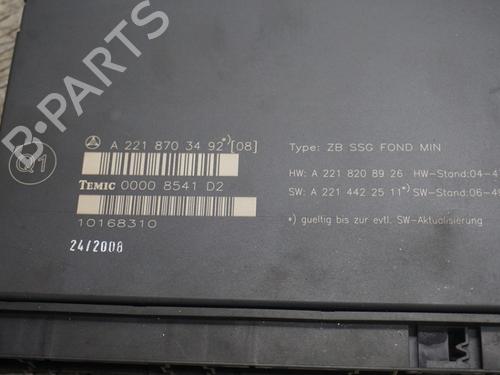 Q1
A 221 870 34 92 *) [08]
TEMIC 0000 8541 D2
10168310
24/2008
Type: ZB SSG FOND MIN
HW: A 221 820 89 26 HW-Stand:04-4
SW: A 221 442 25 11 *) SW-Stand:06-4
*) gueltig bis zur evtl. SW-Aktualisierung
B-PARTS